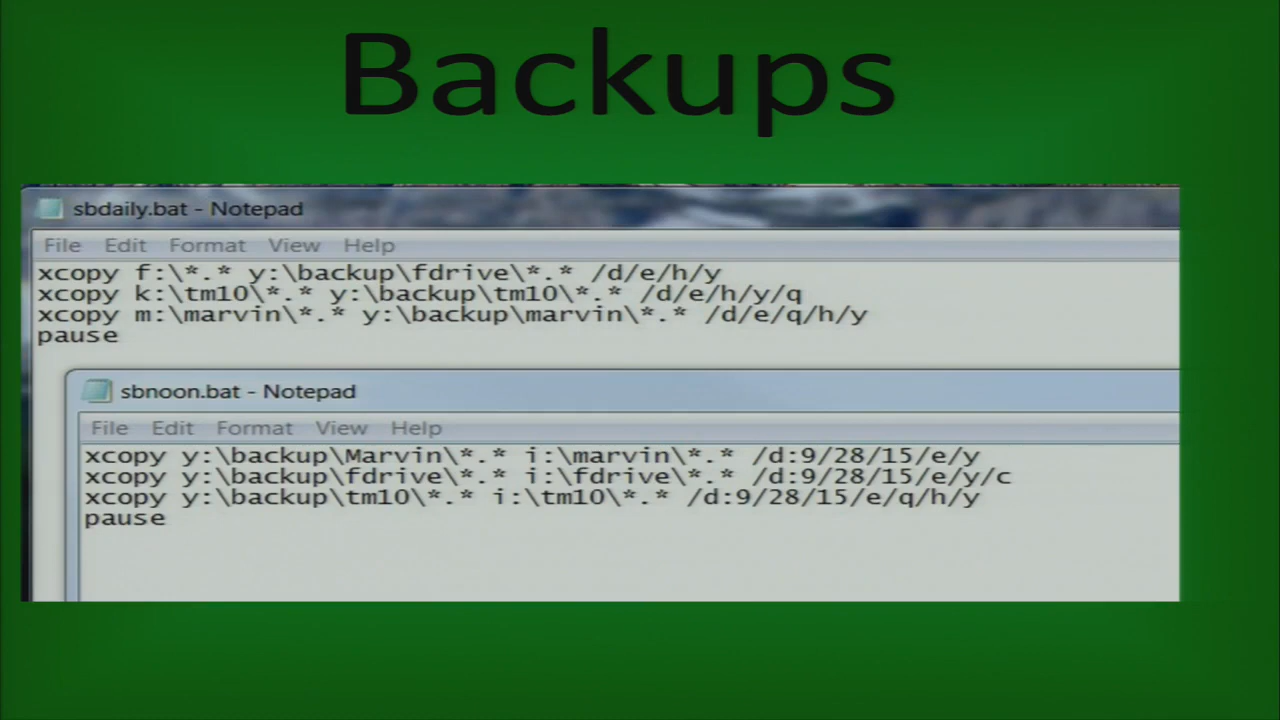 Backups
sbdaily.bat - Notepad
File Edit Format View Help
xcopy f:\*.* y:\backup\fdrive\*.* /d/e/h/y
xcopy k:\tm10\*.* y:\backup\tm10\*.* /d/e/h/y/q
xcopy m:\marvin\*.* y:\backup\marvin\*.* /d/e/q/h/y
pause
sbnoon.bat - Notepad
File Edit Format View Help
xcopy y:\backup\Marvin\*.* i:\marvin\*.* /d:9/28/15/e/y
xcopy y:\backup\fdrive\*.* i:\fdrive\*.* /d:9/28/15/e/y/c
xcopy y:\backup\tm10\*.* i:\tm10\*.* /d:9/28/15/e/q/h/y
pause